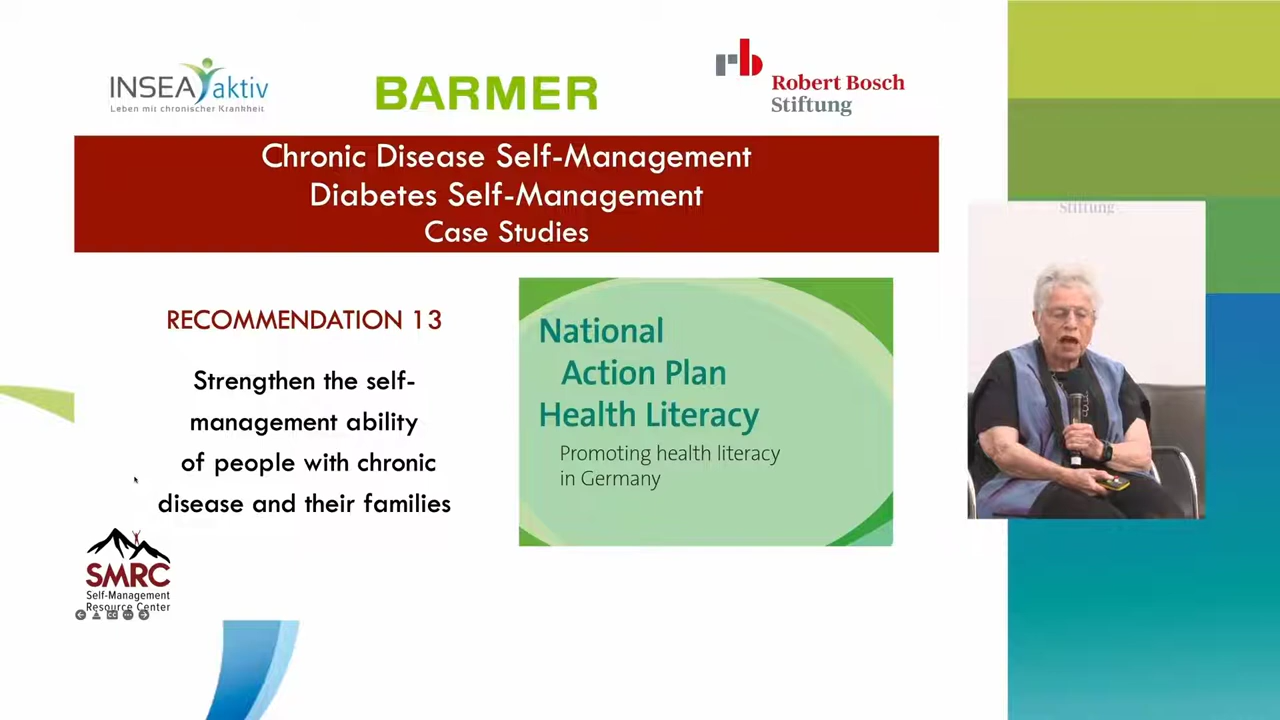 INSEA aktiv
Leben mit chronischer Krankheit
BARMER
rb
Robert Bosch
Stiftung
Chronic Disease Self-Management
Diabetes Self-Management
Case Studies
RECOMMENDATION 13
Strengthen the self-
management ability
of people with chronic
disease and their families
National
Action Plan
Health Literacy
Promoting health literacy
in Germany
Stiftung
SMRC
Self-Management
Resource Center
CC